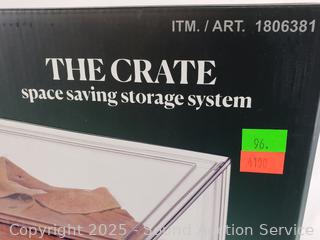 ITM. / ART. 1806381
THE CRATE
space saving storage system
96.
Copyright 2025 - Sound Auction Service